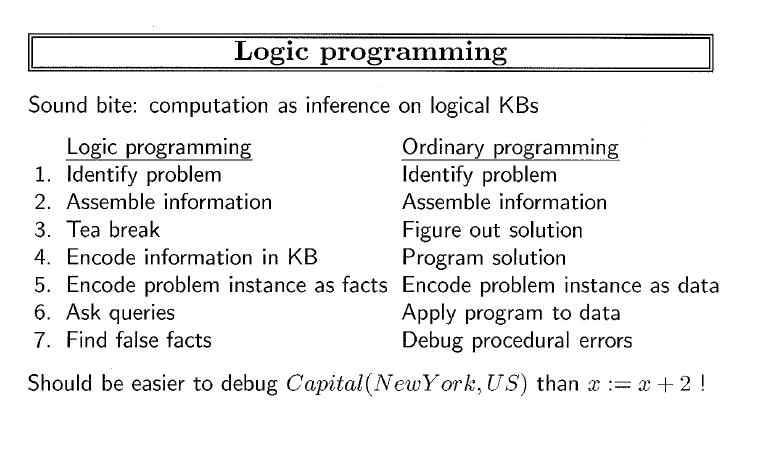 Logic programming
Sound bite: computation as inference on logical KBs
Logic programming Ordinary programming
1. Identify problem Identify problem
2. Assemble information Assemble information
3. Tea break Figure out solution
4. Encode information in KB Program solution
5. Encode problem instance as facts Encode problem instance as data
6. Ask queries Apply program to data
7. Find false facts Debug procedural errors
Should be easier to debug Capital(NewYork, US) than x := x + 2 !